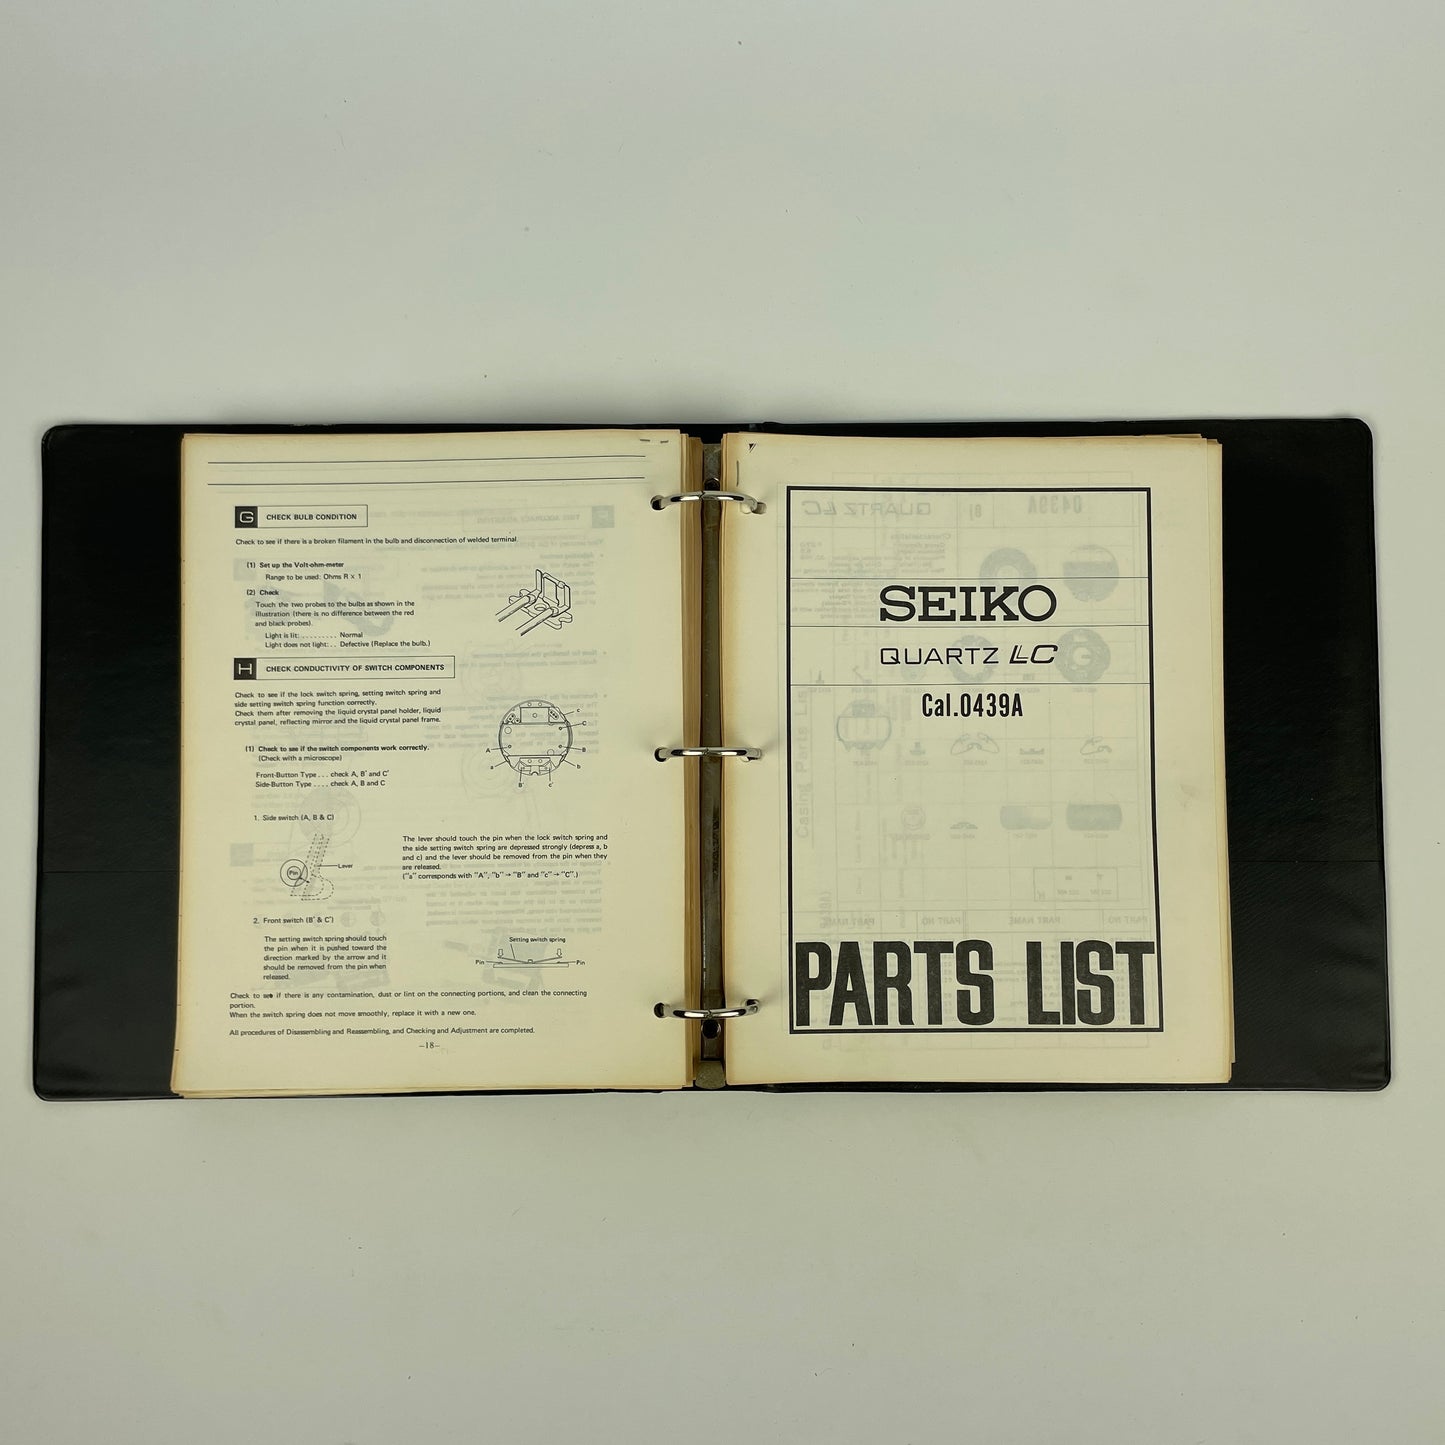 G CHECK BULB CONDITION
Check to see if there is a broken filament in the bulb and disconnection of welded terminal.
(1) Set up the Volt-ohm-meter
Range to be used: Ohms R × 1
(2) Check
Touch the two probes to the bulbs as shown in the
illustration (there is no difference between the red
and black probes).
Light is lit: . . . . . . . . . Normal
Light does not light: . . Defective (Replace the bulb.)
H CHECK CONDUCTIVITY OF SWITCH COMPONENTS
Check to see if the lock switch spring, setting switch spring and
side setting switch spring function correctly.
Check them after removing the liquid crystal panel holder, liquid
crystal panel, reflecting mirror and the liquid crystal panel frame.
(1) Check to see if the switch components work correctly.
(Check with a microscope)
Front-Button Type . . . check A, B' and C'
Side-Button Type . . . . check A, B and C
c
C
A
B
a
b
B'
c'
1. Side switch (A, B & C)
Pin
Lever
The lever should touch the pin when the lock switch spring and
the side setting switch spring are depressed strongly (depress a, b
and c) and the lever should be removed from the pin when they
are released.
("a" corresponds with "A", "b" → "B" and "c" → "C".)
2. Front switch (B' & C')
The setting switch spring should touch
the pin when it is pushed toward the
direction marked by the arrow and it
should be removed from the pin when
released.
Setting switch spring
Pin
Pin
Check to see if there is any contamination, dust or lint on the connecting portions, and clean the connecting
portion.
When the switch spring does not move smoothly, replace it with a new one.
All procedures of Disassembling and Reassembling, and Checking and Adjustment are completed.
–18–
SEIKO
QUARTZ LC
Cal.0439A
PARTS LIST